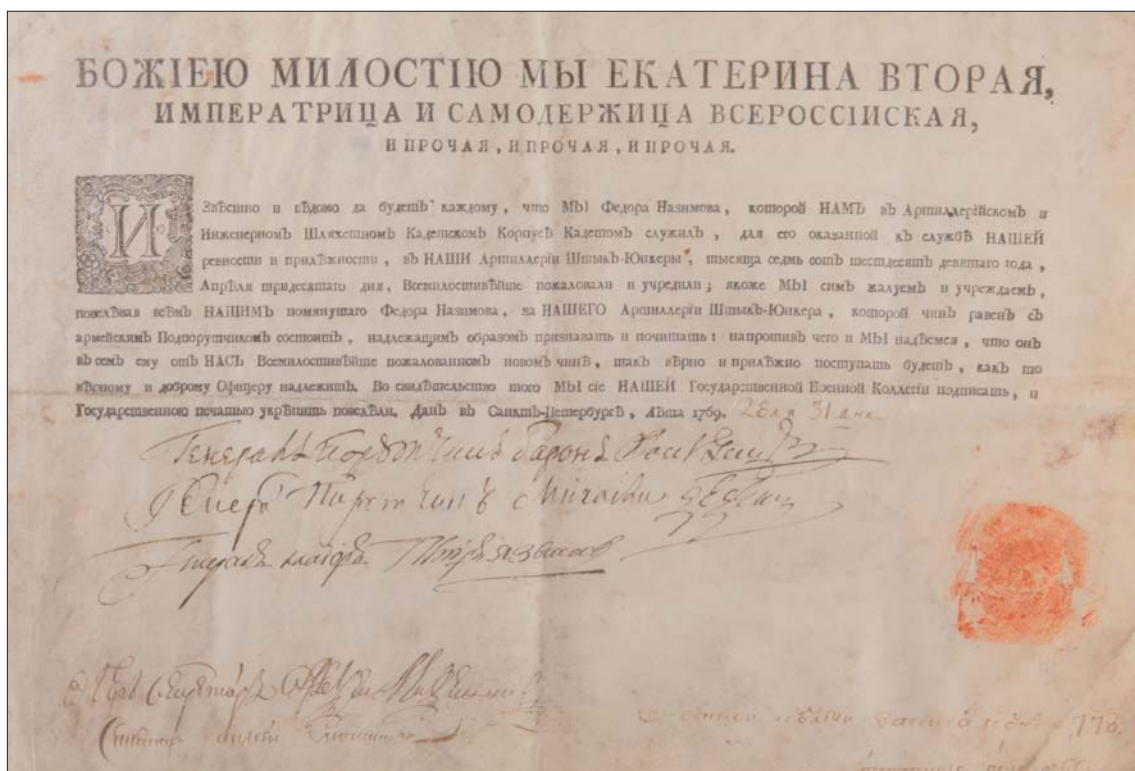 БОЖІЕЮ МИЛОСТІЮ МЫ ЕКАТЕРИНА ВТОРАЯ,
ИМПЕРАТРИЦА И САМОДЕРЖИЦА ВСЕРОССІЙСКАЯ,
И ПРОЧАЯ, И ПРОЧАЯ, И ПРОЧАЯ.
ИЗвѣстно и вѣдомо да будетъ каждому, что МЫ Федора Назимова, которой НАМЪ въ Артиллерійскомъ и
Инженерномъ Шляхетномъ Кадетскомъ Корпусѣ Кадетомъ служилъ, для его оказанной къ службѣ НАШЕЙ
ревности и прилѣжности, въ НАШИ Артиллеріи Штыкъ-Юнкеры, тысяща седмь сотъ шестдесятъ девятаго года,
Апрѣля тридесятаго дня, Всемилостивѣйше пожаловали и учредили; якоже МЫ симъ жалуемъ и учреждаемъ,
повелѣвая всѣмъ НАШИМЪ помянутаго Федора Назимова, за НАШЕГО Артиллеріи Штыкъ-Юнкера, которой чинъ равенъ съ
армейскимъ Подпорутчикомъ состоитъ, надлежащимъ образомъ признавать и почитать: напротивъ чего и МЫ надѣемся, что онъ
въ семъ ему отъ НАСЪ Всемилостивѣйше пожалованномъ новомъ чинѣ, такъ вѣрно и прилѣжно поступать будетъ, какъ то
вѣрному и доброму Офицеру надлежитъ. Во свидѣтельство того МЫ сіе НАШЕЙ Государственной Военной Коллегіи подписать, и
Государственною печатью укрѣпить повелѣли. Данъ въ Санктъ-Петербургѣ, лѣта 1769. 31 дня
Генералъ Порутчикъ баронъ
Порутчикъ
маіоръ